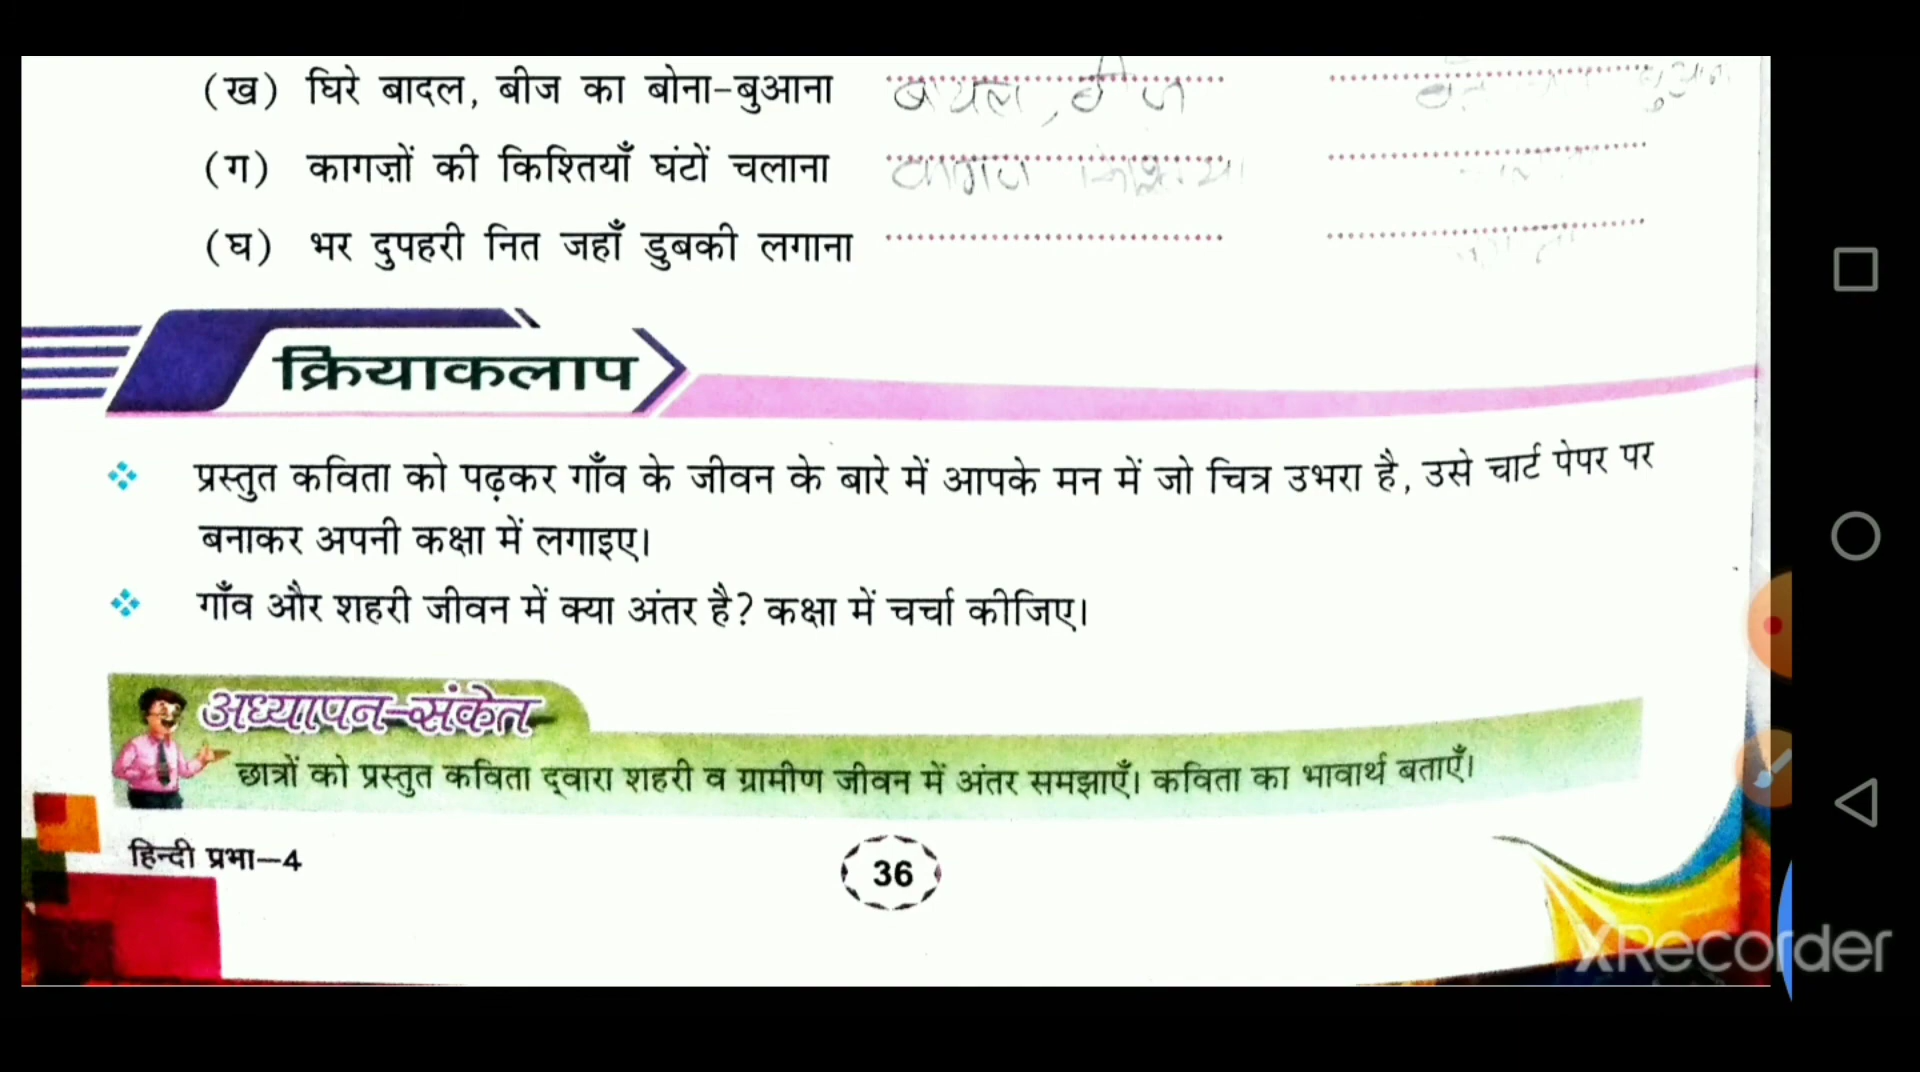 (ख) घिरे बादल, बीज का बोना-बुआना
(ग) कागज़ों की किश्तियाँ घंटों चलाना
(घ) भर दुपहरी नित जहाँ डुबकी लगाना
क्रियाकलाप
प्रस्तुत कविता को पढ़कर गाँव के जीवन के बारे में आपके मन में जो चित्र उभरा है, उसे चार्ट पेपर पर
बनाकर अपनी कक्षा में लगाइए।
गाँव और शहरी जीवन में क्या अंतर है? कक्षा में चर्चा कीजिए।
अध्यापन-संकेत
छात्रों को प्रस्तुत कविता द्वारा शहरी व ग्रामीण जीवन में अंतर समझाएँ। कविता का भावार्थ बताएँ।
हिन्दी प्रभा-4
36
XRecorder